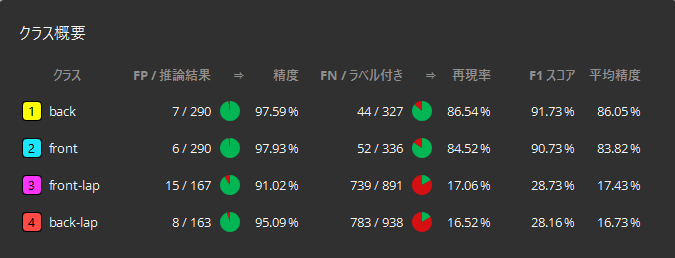 クラス概要
クラス FP / 推論結果 ⇒ 精度 FN / ラベル付き ⇒ 再現率 F1 スコア 平均精度
1 back 7 / 290 97.59 % 44 / 327 86.54 % 91.73 % 86.05 %
2 front 6 / 290 97.93 % 52 / 336 84.52 % 90.73 % 83.82 %
3 front-lap 15 / 167 91.02 % 739 / 891 17.06 % 28.73 % 17.43 %
4 back-lap 8 / 163 95.09 % 783 / 938 16.52 % 28.16 % 16.73 %